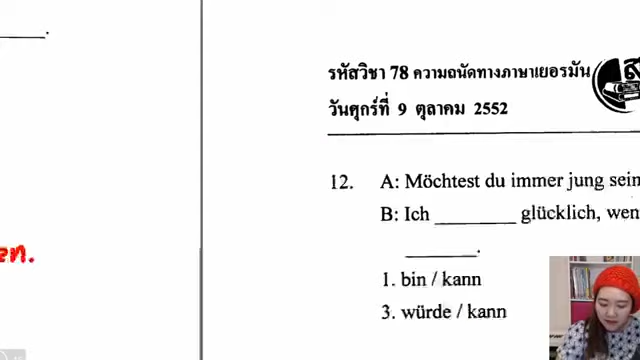 รหัสวิชา 78 ความถนัดทางภาษาเยอรมัน
วันศุกร์ที่ 9 ตุลาคม 2552
12. A: Möchtest du immer jung sein
B: Ich ________ glücklich, wen
________.
1. bin / kann
3. würde / kann